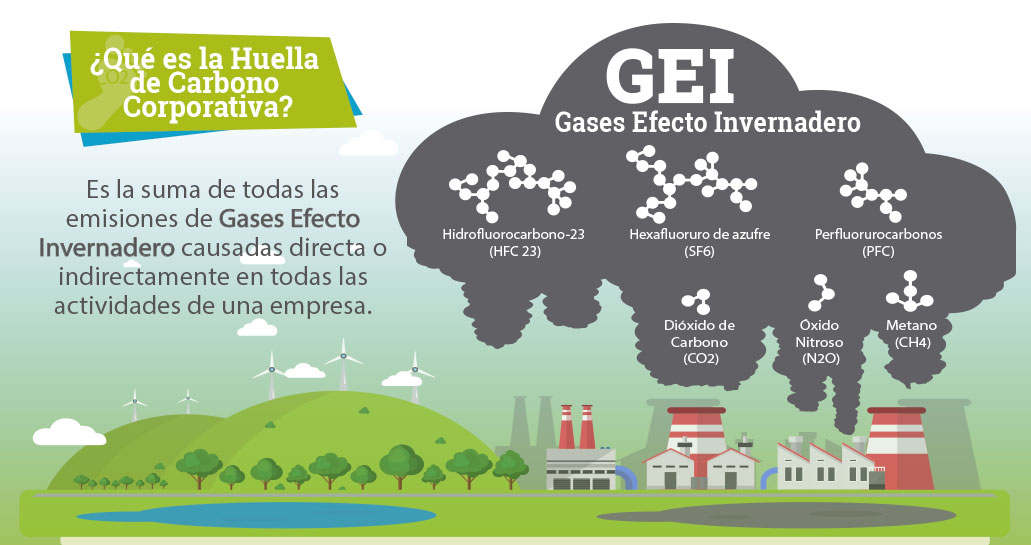 ¿Qué es la Huella
de Carbono
Corporativa?
CO2
Es la suma de todas las
emisiones de Gases Efecto
Invernadero causadas directa o
indirectamente en todas las
actividades de una empresa.
GEI
Gases Efecto Invernadero
Hidrofluorocarbono-23
(HFC 23)
Hexafluoruro de azufre
(SF6)
Perfluorurocarbonos
(PFC)
Dióxido de
Carbono
(CO2)
Óxido
Nitroso
(N2O)
Metano
(CH4)